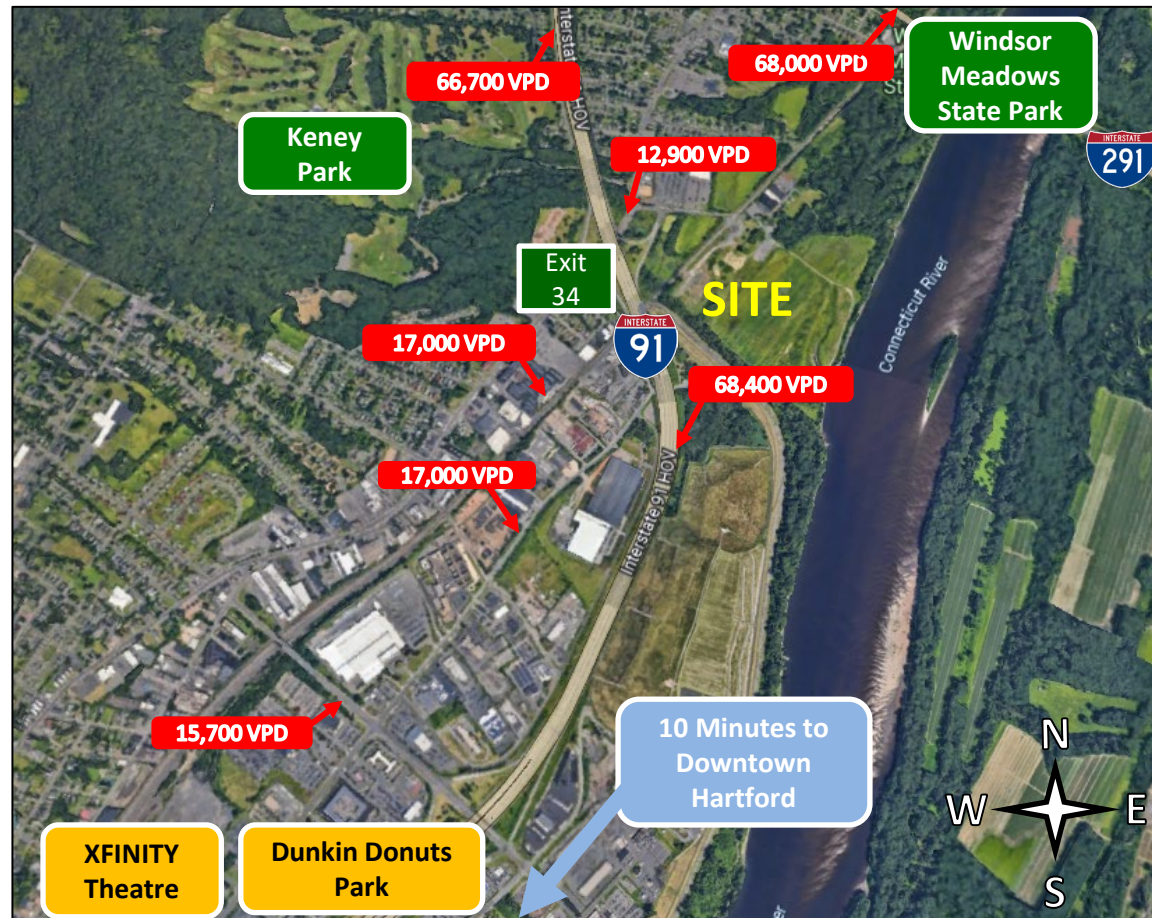 Interstate 91 HOV
66,700 VPD
68,000 VPD
Windsor
Meadows
State Park
W
M
St
Keney
Park
12,900 VPD
INTERSTATE
291
Exit
34
SITE
INTERSTATE
91
Connecticut River
17,000 VPD
68,400 VPD
17,000 VPD
Interstate 91 HOV
15,700 VPD
10 Minutes to
Downtown
Hartford
N
W
E
S
XFINITY
Theatre
Dunkin Donuts
Park